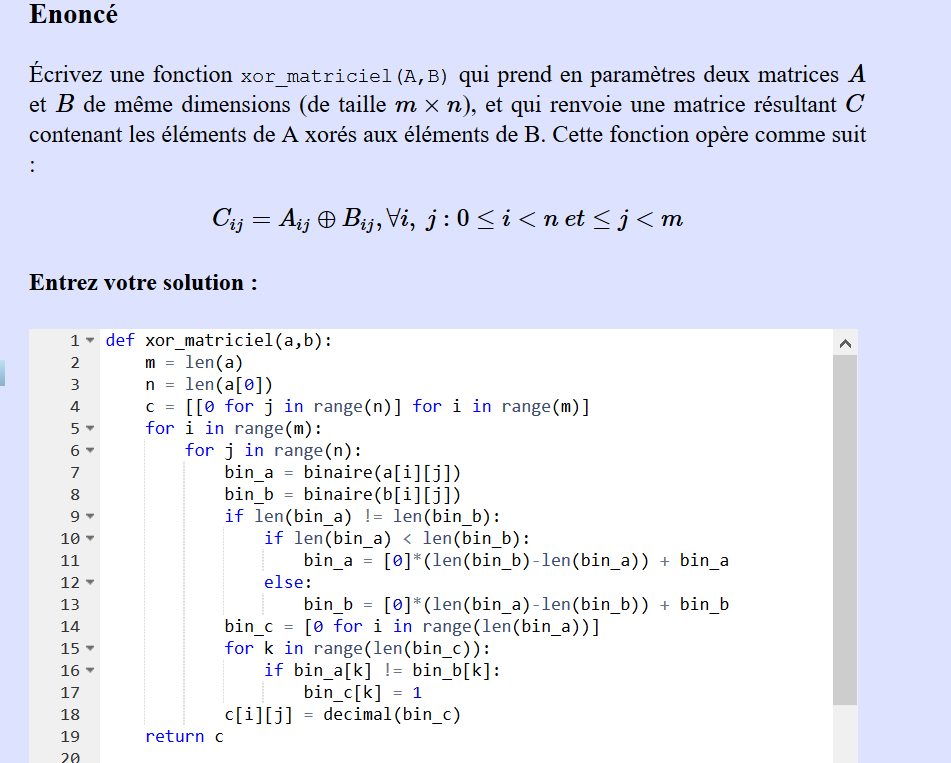 Enoncé
Écrivez une fonction xor_matriciel(A,B) qui prend en paramètres deux matrices A
et B de même dimensions (de taille m × n), et qui renvoie une matrice résultant C
contenant les éléments de A xorés aux éléments de B. Cette fonction opère comme suit
:
C_{ij} = A_{ij} ⊕ B_{ij}, ∀i, j : 0 ≤ i < n et ≤ j < m
Entrez votre solution :
1 def xor_matriciel(a,b):
2     m = len(a)
3     n = len(a[0])
4     c = [[0 for j in range(n)] for i in range(m)]
5     for i in range(m):
6         for j in range(n):
7             bin_a = binaire(a[i][j])
8             bin_b = binaire(b[i][j])
9             if len(bin_a) != len(bin_b):
10                 if len(bin_a) < len(bin_b):
11                     bin_a = [0]*(len(bin_b)-len(bin_a)) + bin_a
12                 else:
13                     bin_b = [0]*(len(bin_a)-len(bin_b)) + bin_b
14             bin_c = [0 for i in range(len(bin_a))]
15             for k in range(len(bin_c)):
16                 if bin_a[k] != bin_b[k]:
17                     bin_c[k] = 1
18             c[i][j] = decimal(bin_c)
19     return c
20